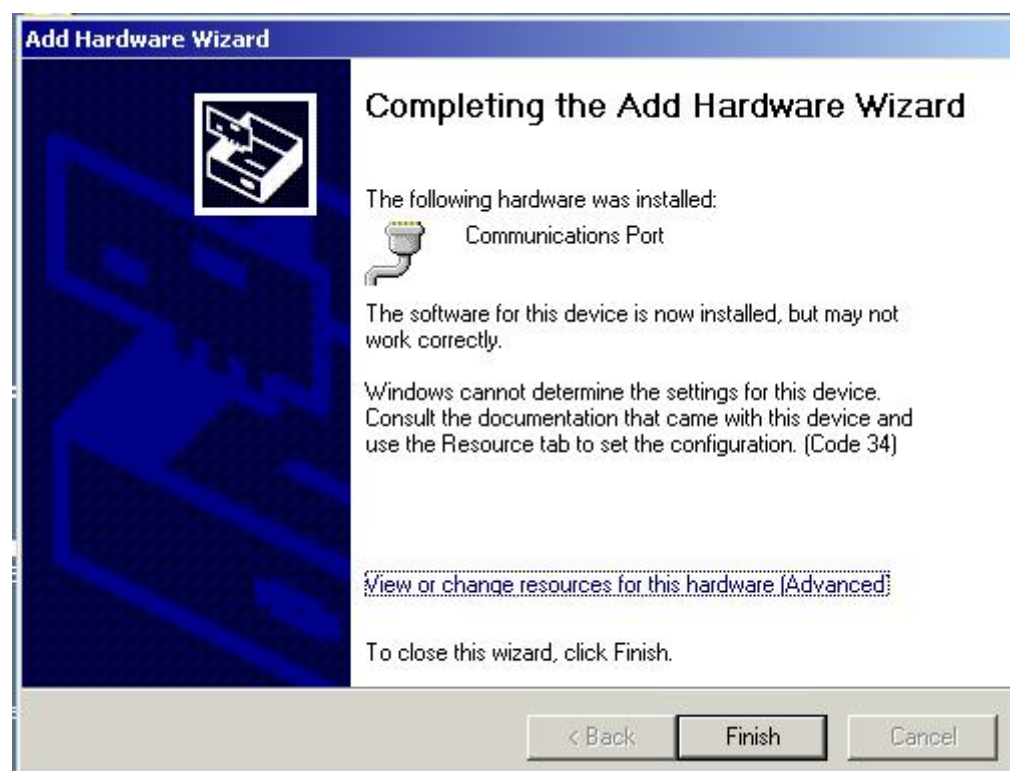 Add Hardware Wizard
Completing the Add Hardware Wizard
The following hardware was installed:
Communications Port
The software for this device is now installed, but may not
work correctly.
Windows cannot determine the settings for this device.
Consult the documentation that came with this device and
use the Resource tab to set the configuration. (Code 34)
View or change resources for this hardware (Advanced)
To close this wizard, click Finish.
< Back
Finish
Cancel